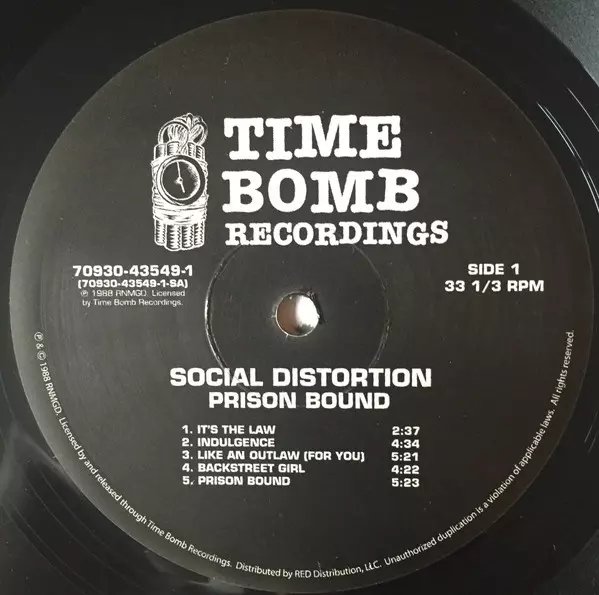 TIME
BOMB
RECORDINGS
70930-43549-1
(70930-43549-1-SA)
℗ 1988 RNMGD. Licensed
by Time Bomb Recordings.
SIDE 1
33 1/3 RPM
SOCIAL DISTORTION
PRISON BOUND
1. IT'S THE LAW 2:37
2. INDULGENCE 4:34
3. LIKE AN OUTLAW (FOR YOU) 5:21
4. BACKSTREET GIRL 4:22
5. PRISON BOUND 5:23
℗ & © 1988 RNMGD. Licensed by and released through Time Bomb Recordings. Distributed by RED Distribution, LLC. Unauthorized duplication is a violation of applicable laws. All rights reserved.